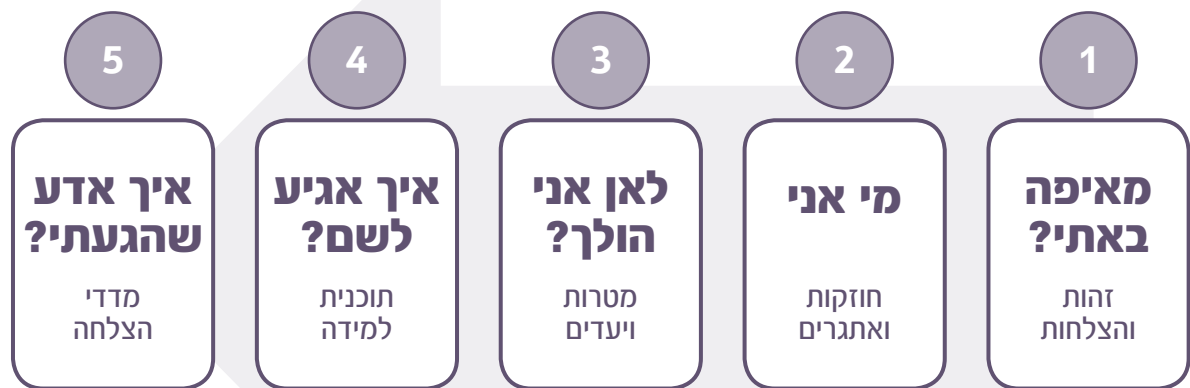 1
מאיפה
באתי?
זהות
והצלחות
2
מי אני
חוזקות
ואתגרים
3
לאן אני
הולך?
מטרות
ויעדים
4
איך אגיע
לשם?
תוכנית
למידה
5
איך אדע
שהגעתי?
מדדי
הצלחה